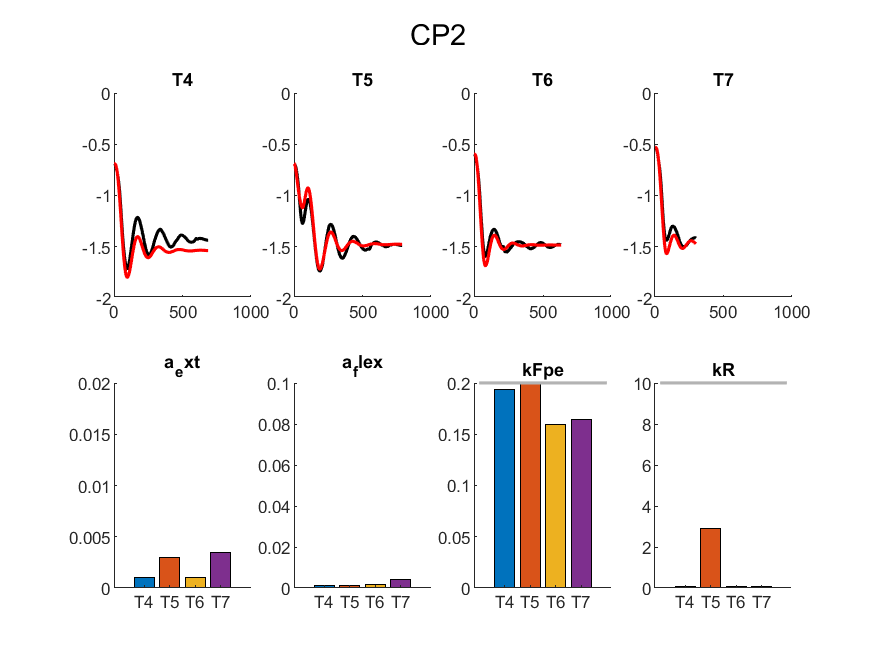 CP2
T4 T5 T6 T7
0 0 0 0
-0.5 -0.5 -0.5 -0.5
-1 -1 -1 -1
-1.5 -1.5 -1.5 -1.5
-2 -2 -2 -2
0 500 1000 0 500 1000 0 500 1000 0 500 1000
a_ext a_flex kFpe kR
0.02 0.1 0.2 10
0.015 0.08 0.15 8
0.01 0.06 0.1 6
0.005 0.04 0.05 4
0 0.02 0 2
0 0
T4 T5 T6 T7 T4 T5 T6 T7 T4 T5 T6 T7 T4 T5 T6 T7